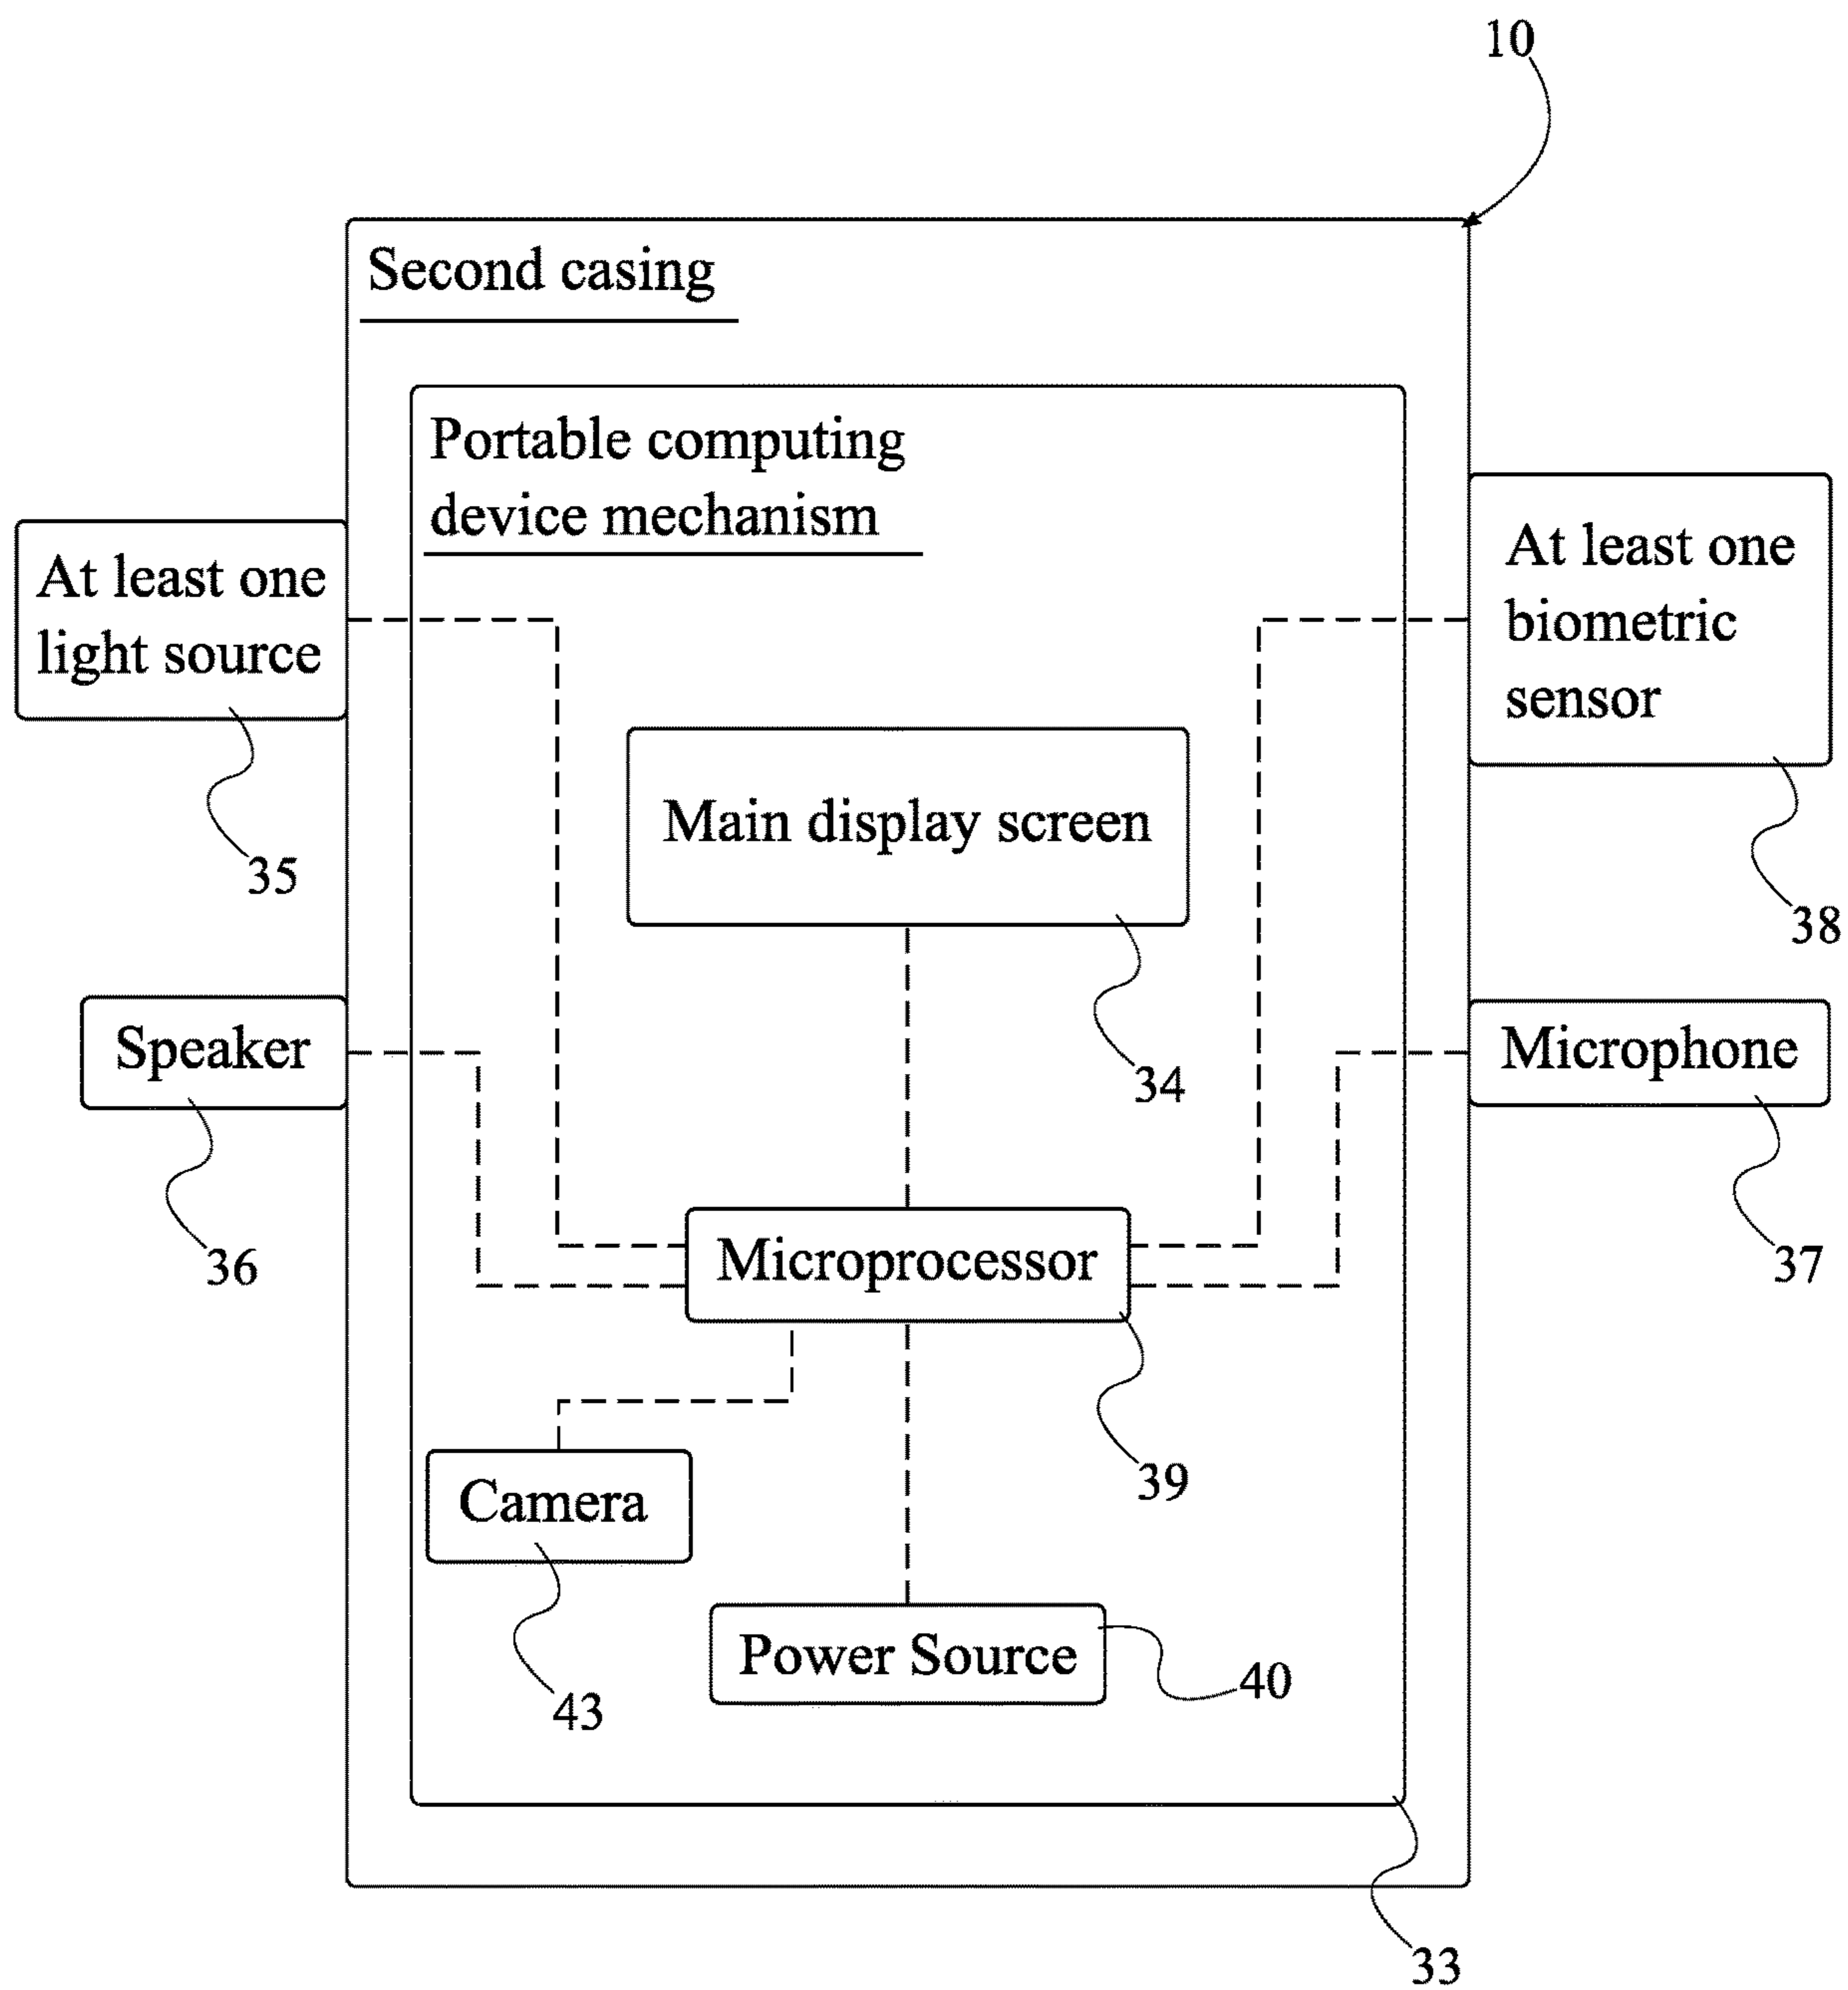 10
Second casing
Portable computing
device mechanism
At least one
light source
35
At least one
biometric
sensor
38
Main display screen
34
Speaker
36
Microphone
37
Microprocessor
39
Camera
43
Power Source
40
33